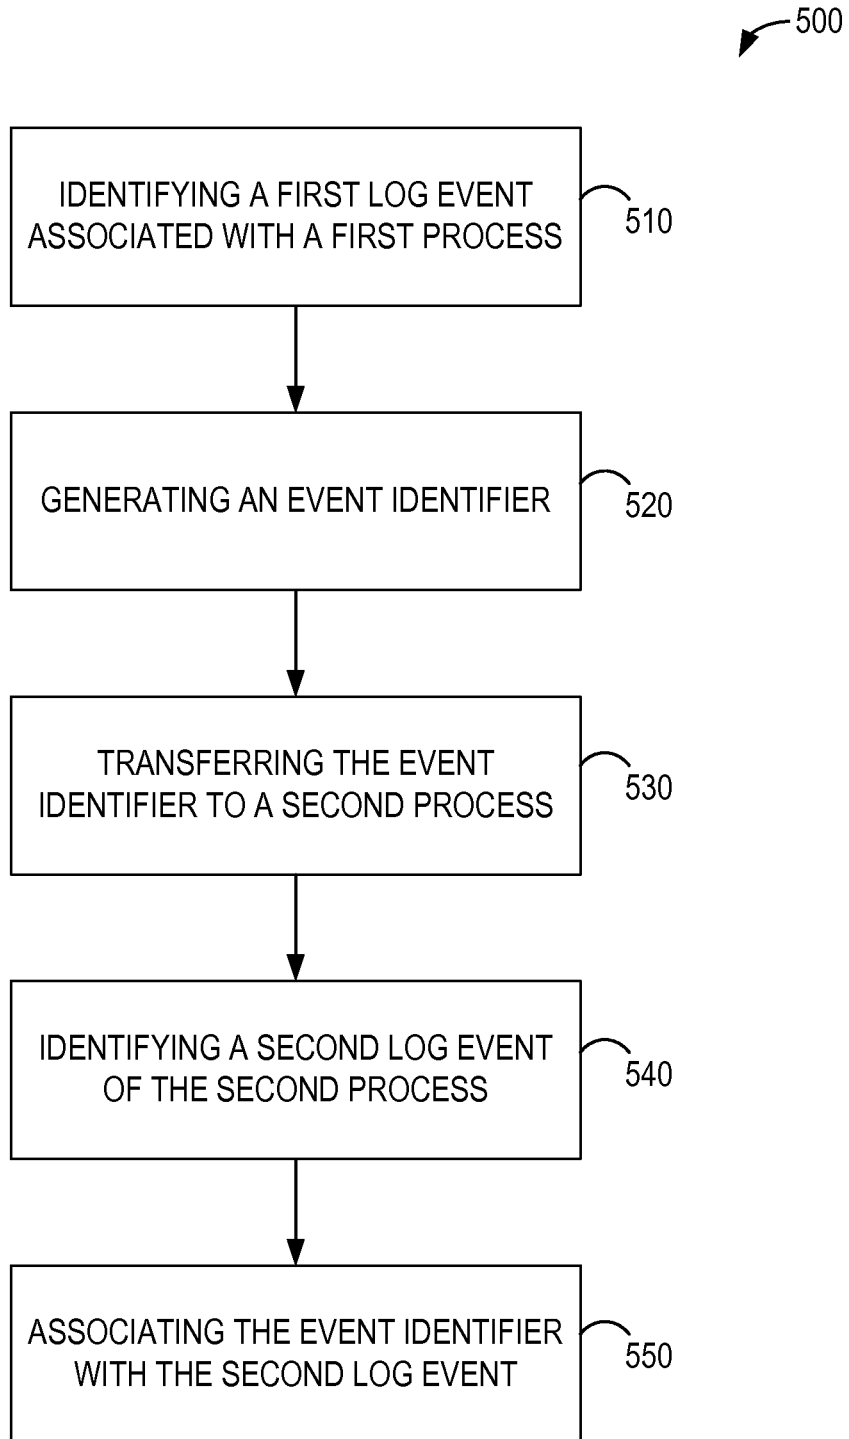 500
IDENTIFYING A FIRST LOG EVENT
ASSOCIATED WITH A FIRST PROCESS
510
GENERATING AN EVENT IDENTIFIER
520
TRANSFERRING THE EVENT
IDENTIFIER TO A SECOND PROCESS
530
IDENTIFYING A SECOND LOG EVENT
OF THE SECOND PROCESS
540
ASSOCIATING THE EVENT IDENTIFIER
WITH THE SECOND LOG EVENT
550